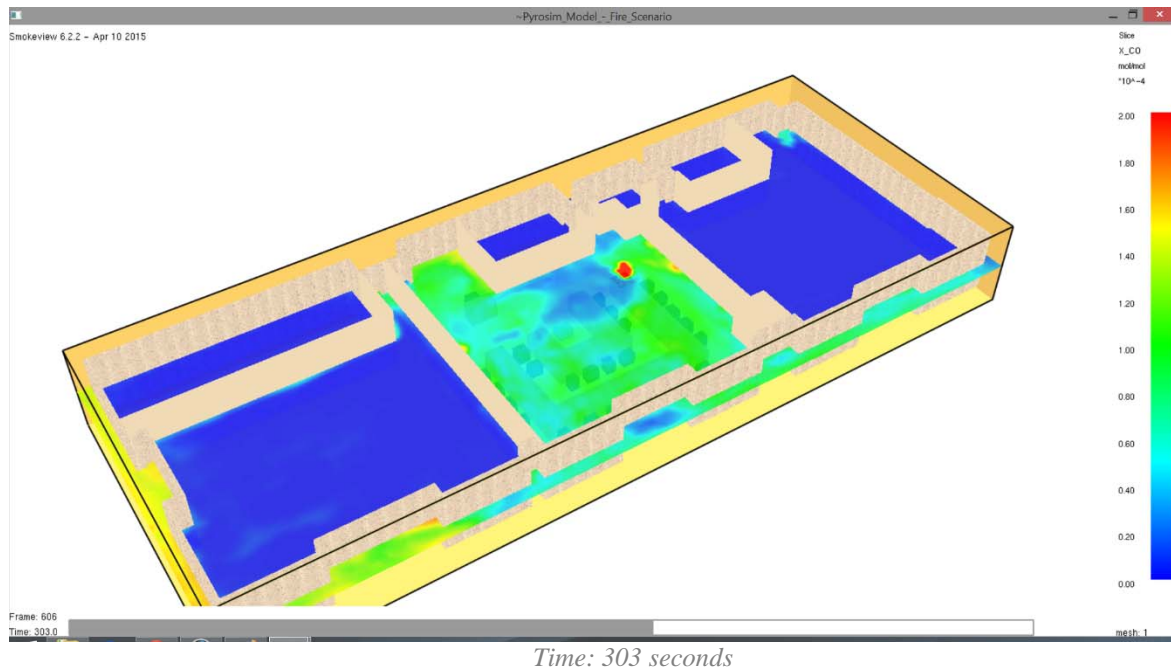 ~Pyrosim_Model_-_Fire_Scenario
Smokeview 6.2.2 - Apr 10 2015
Slice
X_CO
mol/mol
*10^-4
2.00
1.80
1.60
1.40
1.20
1.00
0.80
0.60
0.40
0.20
0.00
Frame: 606
Time: 303.0
mesh: 1
Time: 303 seconds